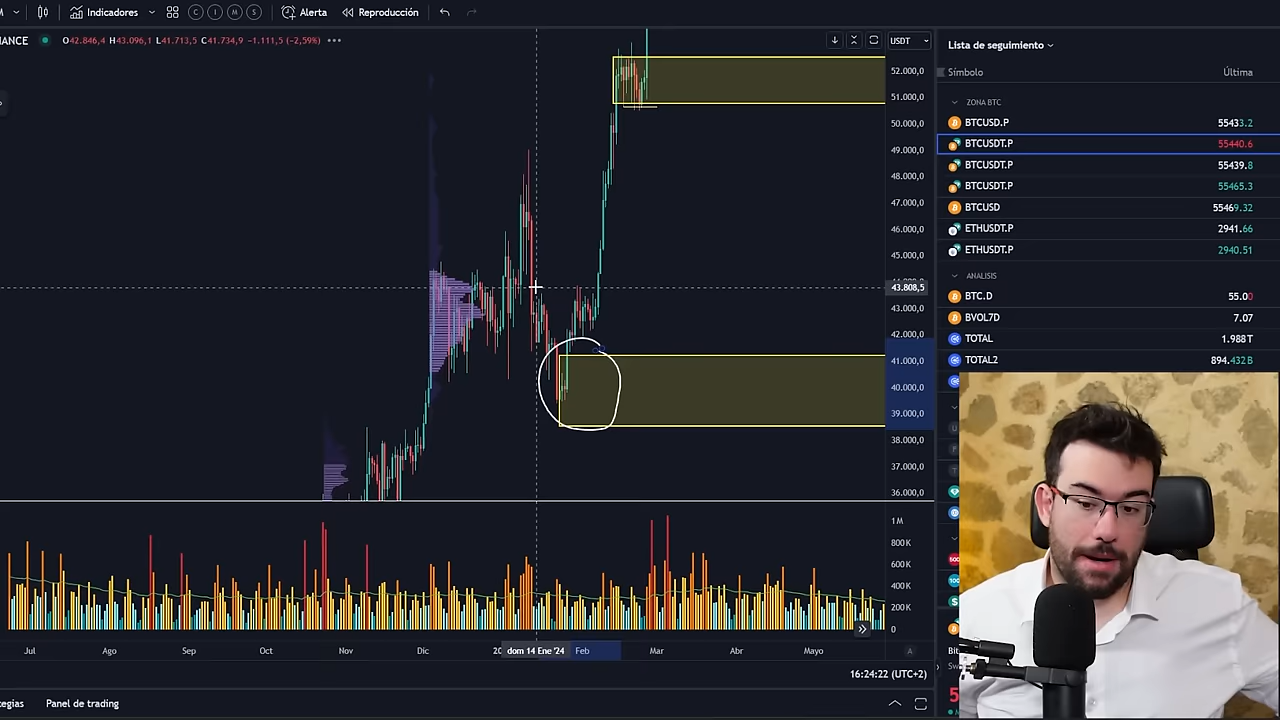 Indicadores
C I M S
Alerta
Reproducción
NANCE
O42.846,4 H43.096,1 L41.713,5 C41.734,9 -1.111,5 (-2,59%)
USDT
52.000,0
51.000,0
50.000,0
49.000,0
48.000,0
47.000,0
46.000,0
45.000,0
43.808,5
43.000,0
42.000,0
41.000,0
40.000,0
39.000,0
38.000,0
37.000,0
36.000,0
1M
800K
600K
400K
200K
0
Jul Ago Sep Oct Nov Dic 20 dom 14 Ene '24 Feb Mar Abr Mayo
A
16:24:22 (UTC+2)
tegias Panel de trading
Lista de seguimiento
Símbolo Última
ZONA BTC
BTCUSD.P 55433.2
BTCUSDT.P 55440.6
BTCUSDT.P 55439.8
BTCUSDT.P 55465.3
BTCUSD 55469.32
ETHUSDT.P 2941.66
ETHUSDT.P 2940.51
ANALISIS
BTC.D 55.00
BVOL7D 7.07
TOTAL 1.988T
TOTAL2 894.432B